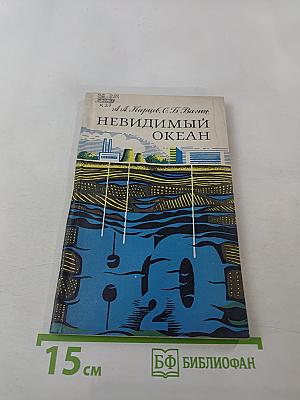 А.А.Карцев, С.Б.Вагин
НЕВИДИМЫЙ
ОКЕАН
H2O
15 см
БФ БИБЛИОФАН